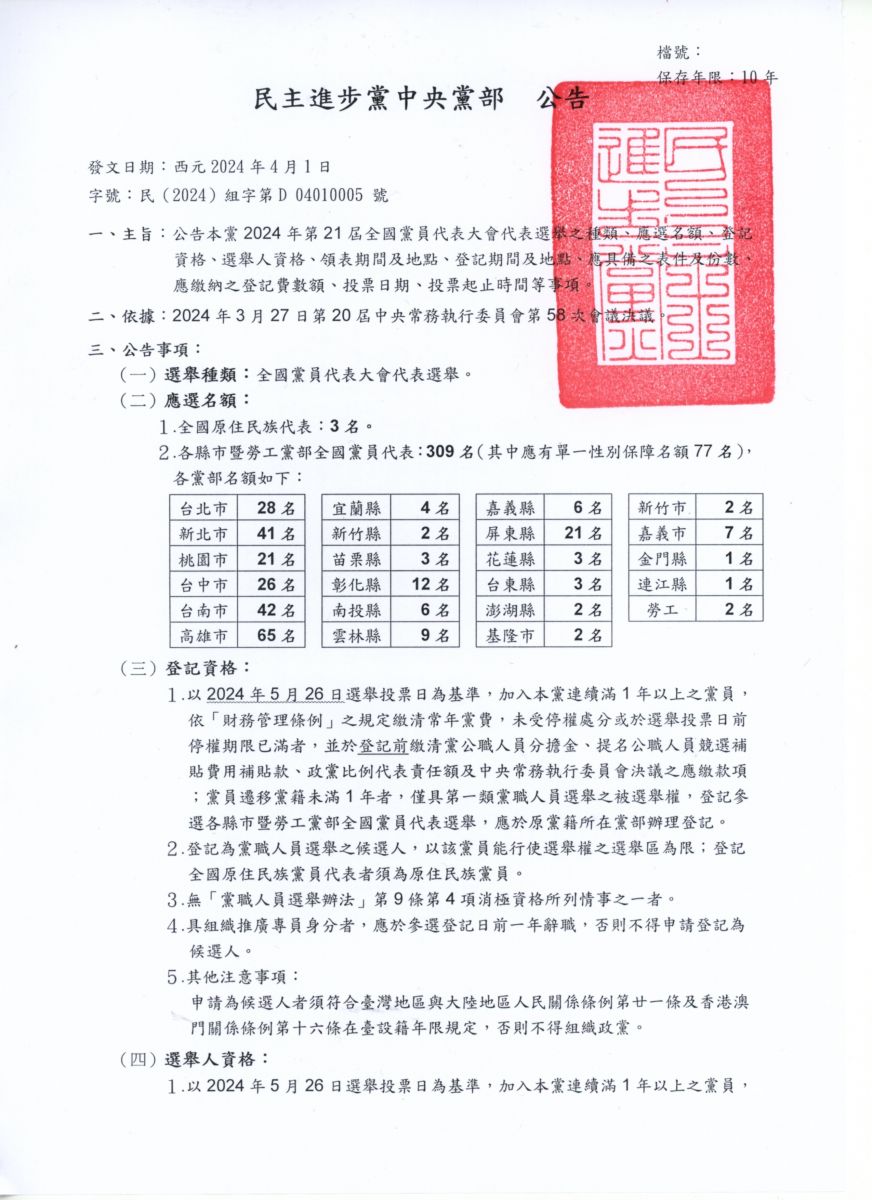 檔號：
保存年限：10 年
民主進步黨中央黨部　公告
發文日期：西元 2024 年 4 月 1 日
字號：民（2024）組字第 D 04010005 號
一、主旨：公告本黨 2024 年第 21 屆全國黨員代表大會代表選舉之種類、應選名額、登記
資格、選舉人資格、領表期間及地點、登記期間及地點、應具備之表件及份數、
應繳納之登記費數額、投票日期、投票起止時間等事項。
二、依據：2024 年 3 月 27 日第 20 屆中央常務執行委員會第 58 次會議決議。
三、公告事項：
（一）選舉種類：全國黨員代表大會代表選舉。
（二）應選名額：
1.全國原住民族代表：3 名。
2.各縣市暨勞工黨部全國黨員代表：309 名（其中應有單一性別保障名額 77 名），
各黨部名額如下：
台北市 28 名 宜蘭縣 4 名 嘉義縣 6 名 新竹市 2 名
新北市 41 名 新竹縣 2 名 屏東縣 21 名 嘉義市 7 名
桃園市 21 名 苗栗縣 3 名 花蓮縣 3 名 金門縣 1 名
台中市 26 名 彰化縣 12 名 台東縣 3 名 連江縣 1 名
台南市 42 名 南投縣 6 名 澎湖縣 2 名 勞工 2 名
高雄市 65 名 雲林縣 9 名 基隆市 2 名
（三）登記資格：
1.以 2024 年 5 月 26 日選舉投票日為基準，加入本黨連續滿 1 年以上之黨員，
依「財務管理條例」之規定繳清常年黨費，未受停權處分或於選舉投票日前
停權期限已滿者，並於登記前繳清黨公職人員分擔金、提名公職人員競選補
貼費用補貼款、政黨比例代表責任額及中央常務執行委員會決議之應繳款項
；黨員遷移黨籍未滿 1 年者，僅具第一類黨職人員選舉之被選舉權，登記參
選各縣市暨勞工黨部全國黨員代表選舉，應於原黨籍所在黨部辦理登記。
2.登記為黨職人員選舉之候選人，以該黨員能行使選舉權之選舉區為限；登記
全國原住民族黨員代表者須為原住民族黨員。
3.無「黨職人員選舉辦法」第 9 條第 4 項消極資格所列情事之一者。
4.具組織推廣專員身分者，應於參選登記日前一年辭職，否則不得申請登記為
候選人。
5.其他注意事項：
申請為候選人者須符合臺灣地區與大陸地區人民關係條例第廿一條及香港澳
門關係條例第十六條在臺設籍年限規定，否則不得組織政黨。
（四）選舉人資格：
1.以 2024 年 5 月 26 日選舉投票日為基準，加入本黨連續滿 1 年以上之黨員，